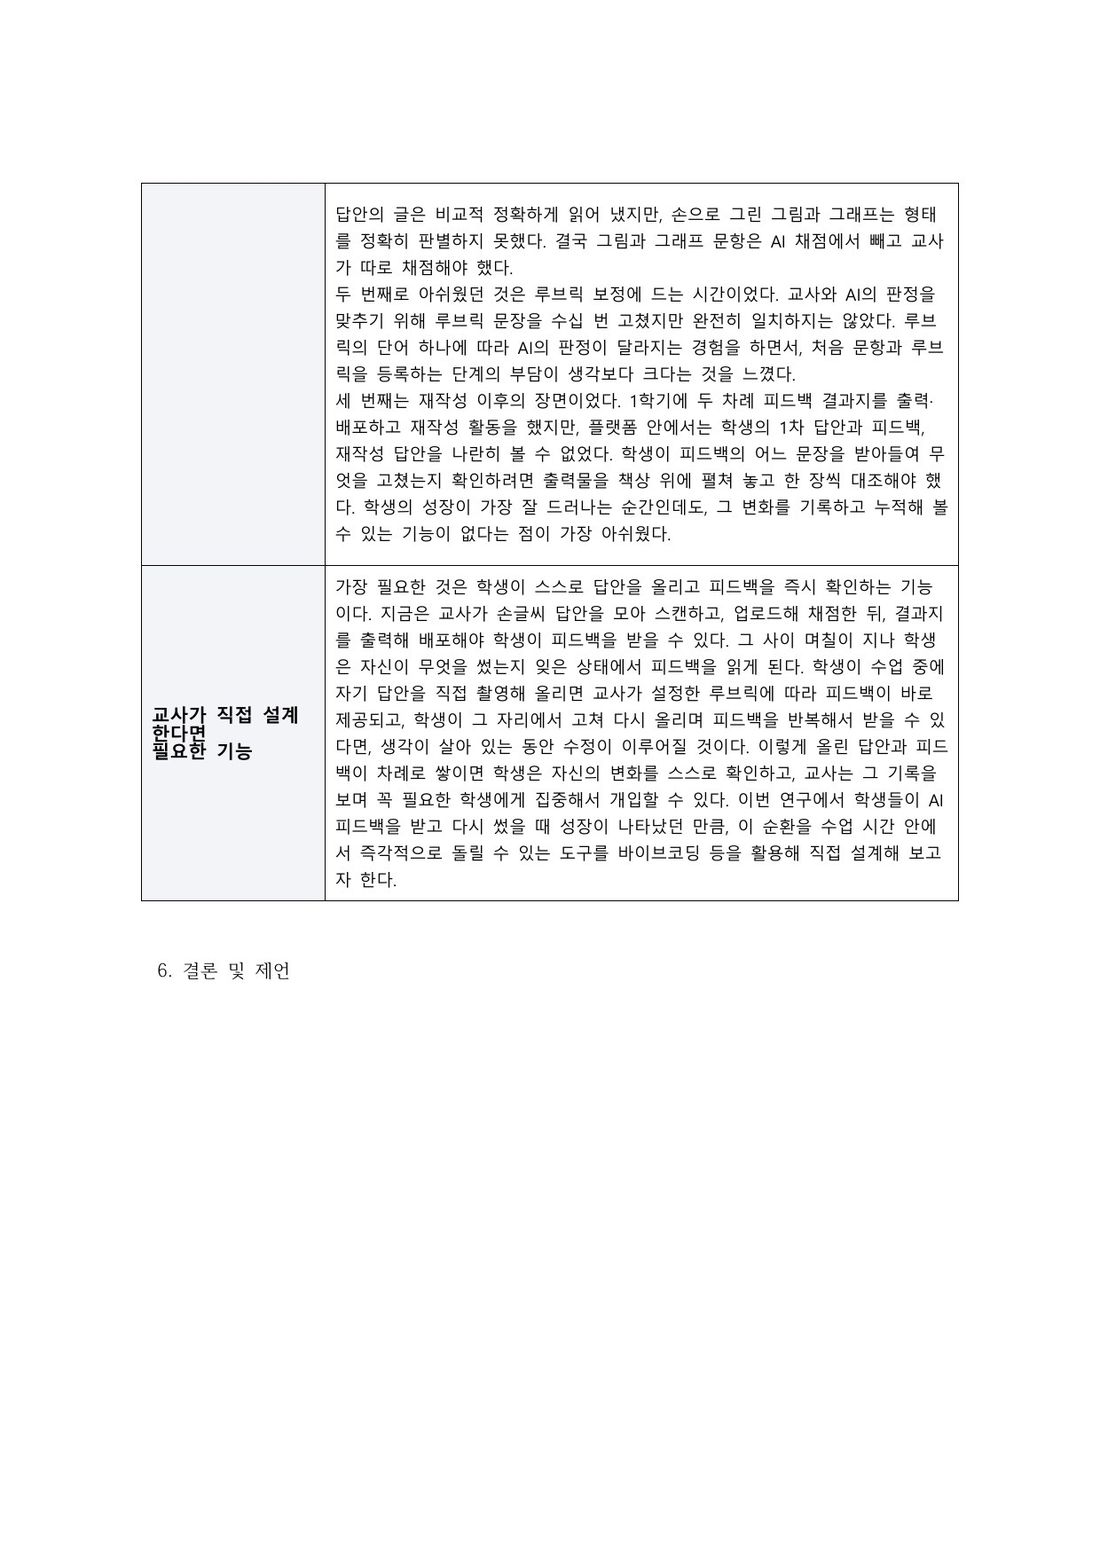 답안의 글은 비교적 정확하게 읽어 냈지만, 손으로 그린 그림과 그래프는 형태
를 정확히 판별하지 못했다. 결국 그림과 그래프 문항은 AI 채점에서 빼고 교사
가 따로 채점해야 했다.
두 번째로 아쉬웠던 것은 루브릭 보정에 드는 시간이었다. 교사와 AI의 판정을
맞추기 위해 루브릭 문장을 수십 번 고쳤지만 완전히 일치하지는 않았다. 루브
릭의 단어 하나에 따라 AI의 판정이 달라지는 경험을 하면서, 처음 문항과 루브
릭을 등록하는 단계의 부담이 생각보다 크다는 것을 느꼈다.
세 번째는 재작성 이후의 장면이었다. 1학기에 두 차례 피드백 결과지를 출력·
배포하고 재작성 활동을 했지만, 플랫폼 안에서는 학생의 1차 답안과 피드백,
재작성 답안을 나란히 볼 수 없었다. 학생이 피드백의 어느 문장을 받아들여 무
엇을 고쳤는지 확인하려면 출력물을 책상 위에 펼쳐 놓고 한 장씩 대조해야 했
다. 학생의 성장이 가장 잘 드러나는 순간인데도, 그 변화를 기록하고 누적해 볼
수 있는 기능이 없다는 점이 가장 아쉬웠다.
교사가 직접 설계
한다면
필요한 기능
가장 필요한 것은 학생이 스스로 답안을 올리고 피드백을 즉시 확인하는 기능
이다. 지금은 교사가 손글씨 답안을 모아 스캔하고, 업로드해 채점한 뒤, 결과지
를 출력해 배포해야 학생이 피드백을 받을 수 있다. 그 사이 며칠이 지나 학생
은 자신이 무엇을 썼는지 잊은 상태에서 피드백을 읽게 된다. 학생이 수업 중에
자기 답안을 직접 촬영해 올리면 교사가 설정한 루브릭에 따라 피드백이 바로
제공되고, 학생이 그 자리에서 고쳐 다시 올리며 피드백을 반복해서 받을 수 있
다면, 생각이 살아 있는 동안 수정이 이루어질 것이다. 이렇게 올린 답안과 피드
백이 차례로 쌓이면 학생은 자신의 변화를 스스로 확인하고, 교사는 그 기록을
보며 꼭 필요한 학생에게 집중해서 개입할 수 있다. 이번 연구에서 학생들이 AI
피드백을 받고 다시 썼을 때 성장이 나타났던 만큼, 이 순환을 수업 시간 안에
서 즉각적으로 돌릴 수 있는 도구를 바이브코딩 등을 활용해 직접 설계해 보고
자 한다.
6. 결론 및 제언